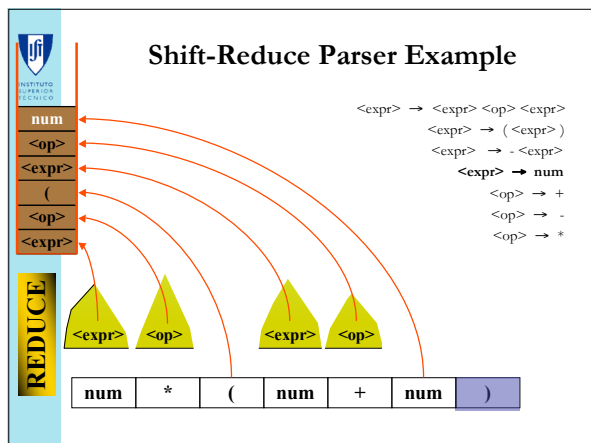 Shift-Reduce Parser Example
INSTITUTO
SUPERIOR
TÉCNICO
<expr> → <expr> <op> <expr>
<expr> → ( <expr> )
<expr> → - <expr>
<expr> → num
<op> → +
<op> → -
<op> → *
num
<op>
<expr>
(
<op>
<expr>
REDUCE
<expr> <op> <expr> <op>
num * ( num + num )